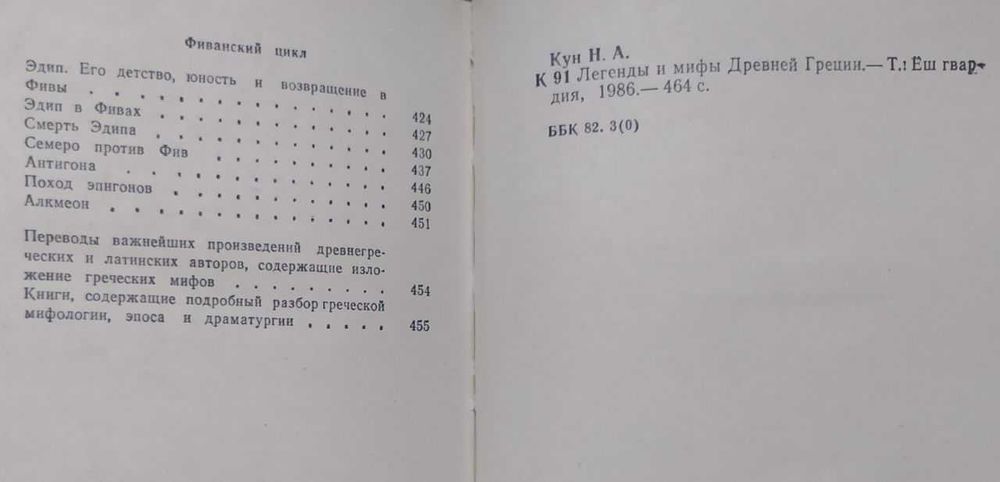 Фиванский цикл
Эдип. Его детство, юность и возвращение в
Фивы . . . . . . . . . . . . . 424
Эдип в Фивах . . . . . . . . . . . 427
Смерть Эдипа . . . . . . . . . . . 430
Семеро против Фив . . . . . . . . . 437
Антигона . . . . . . . . . . . . 446
Поход эпигонов . . . . . . . . . . 450
Алкмеон . . . . . . . . . . . . . 451
Переводы важнейших произведений древнегре-
ческих и латинских авторов, содержащие изло-
жение греческих мифов . . . . . . . . 454
Книги, содержащие подробный разбор греческой
мифологии, эпоса и драматургии . . . . . 455
Кун Н. А.
К 91 Легенды и мифы Древней Греции.— Т.: Ёш гвар-
дия, 1986.— 464 с.
ББК 82. 3(0)